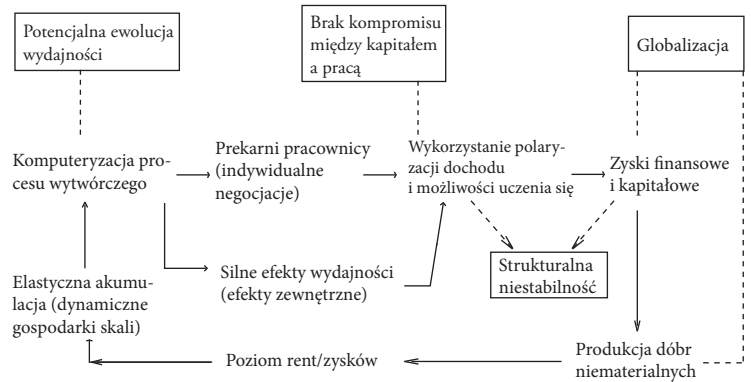 Potencjalna ewolucja
wydajności
Brak kompromisu
między kapitałem
a pracą
Globalizacja
Komputeryzacja pro-
cesu wytwórczego
Prekarni pracownicy
(indywidualne
negocjacje)
Wykorzystanie polary-
zacji dochodu
i możliwości uczenia się
Zyski finansowe
i kapitałowe
Elastyczna akumu-
lacja (dynamiczne
gospodarki skali)
Silne efekty wydajności
(efekty zewnętrzne)
Strukturalna
niestabilność
Poziom rent/zysków
Produkcja dóbr
niematerialnych